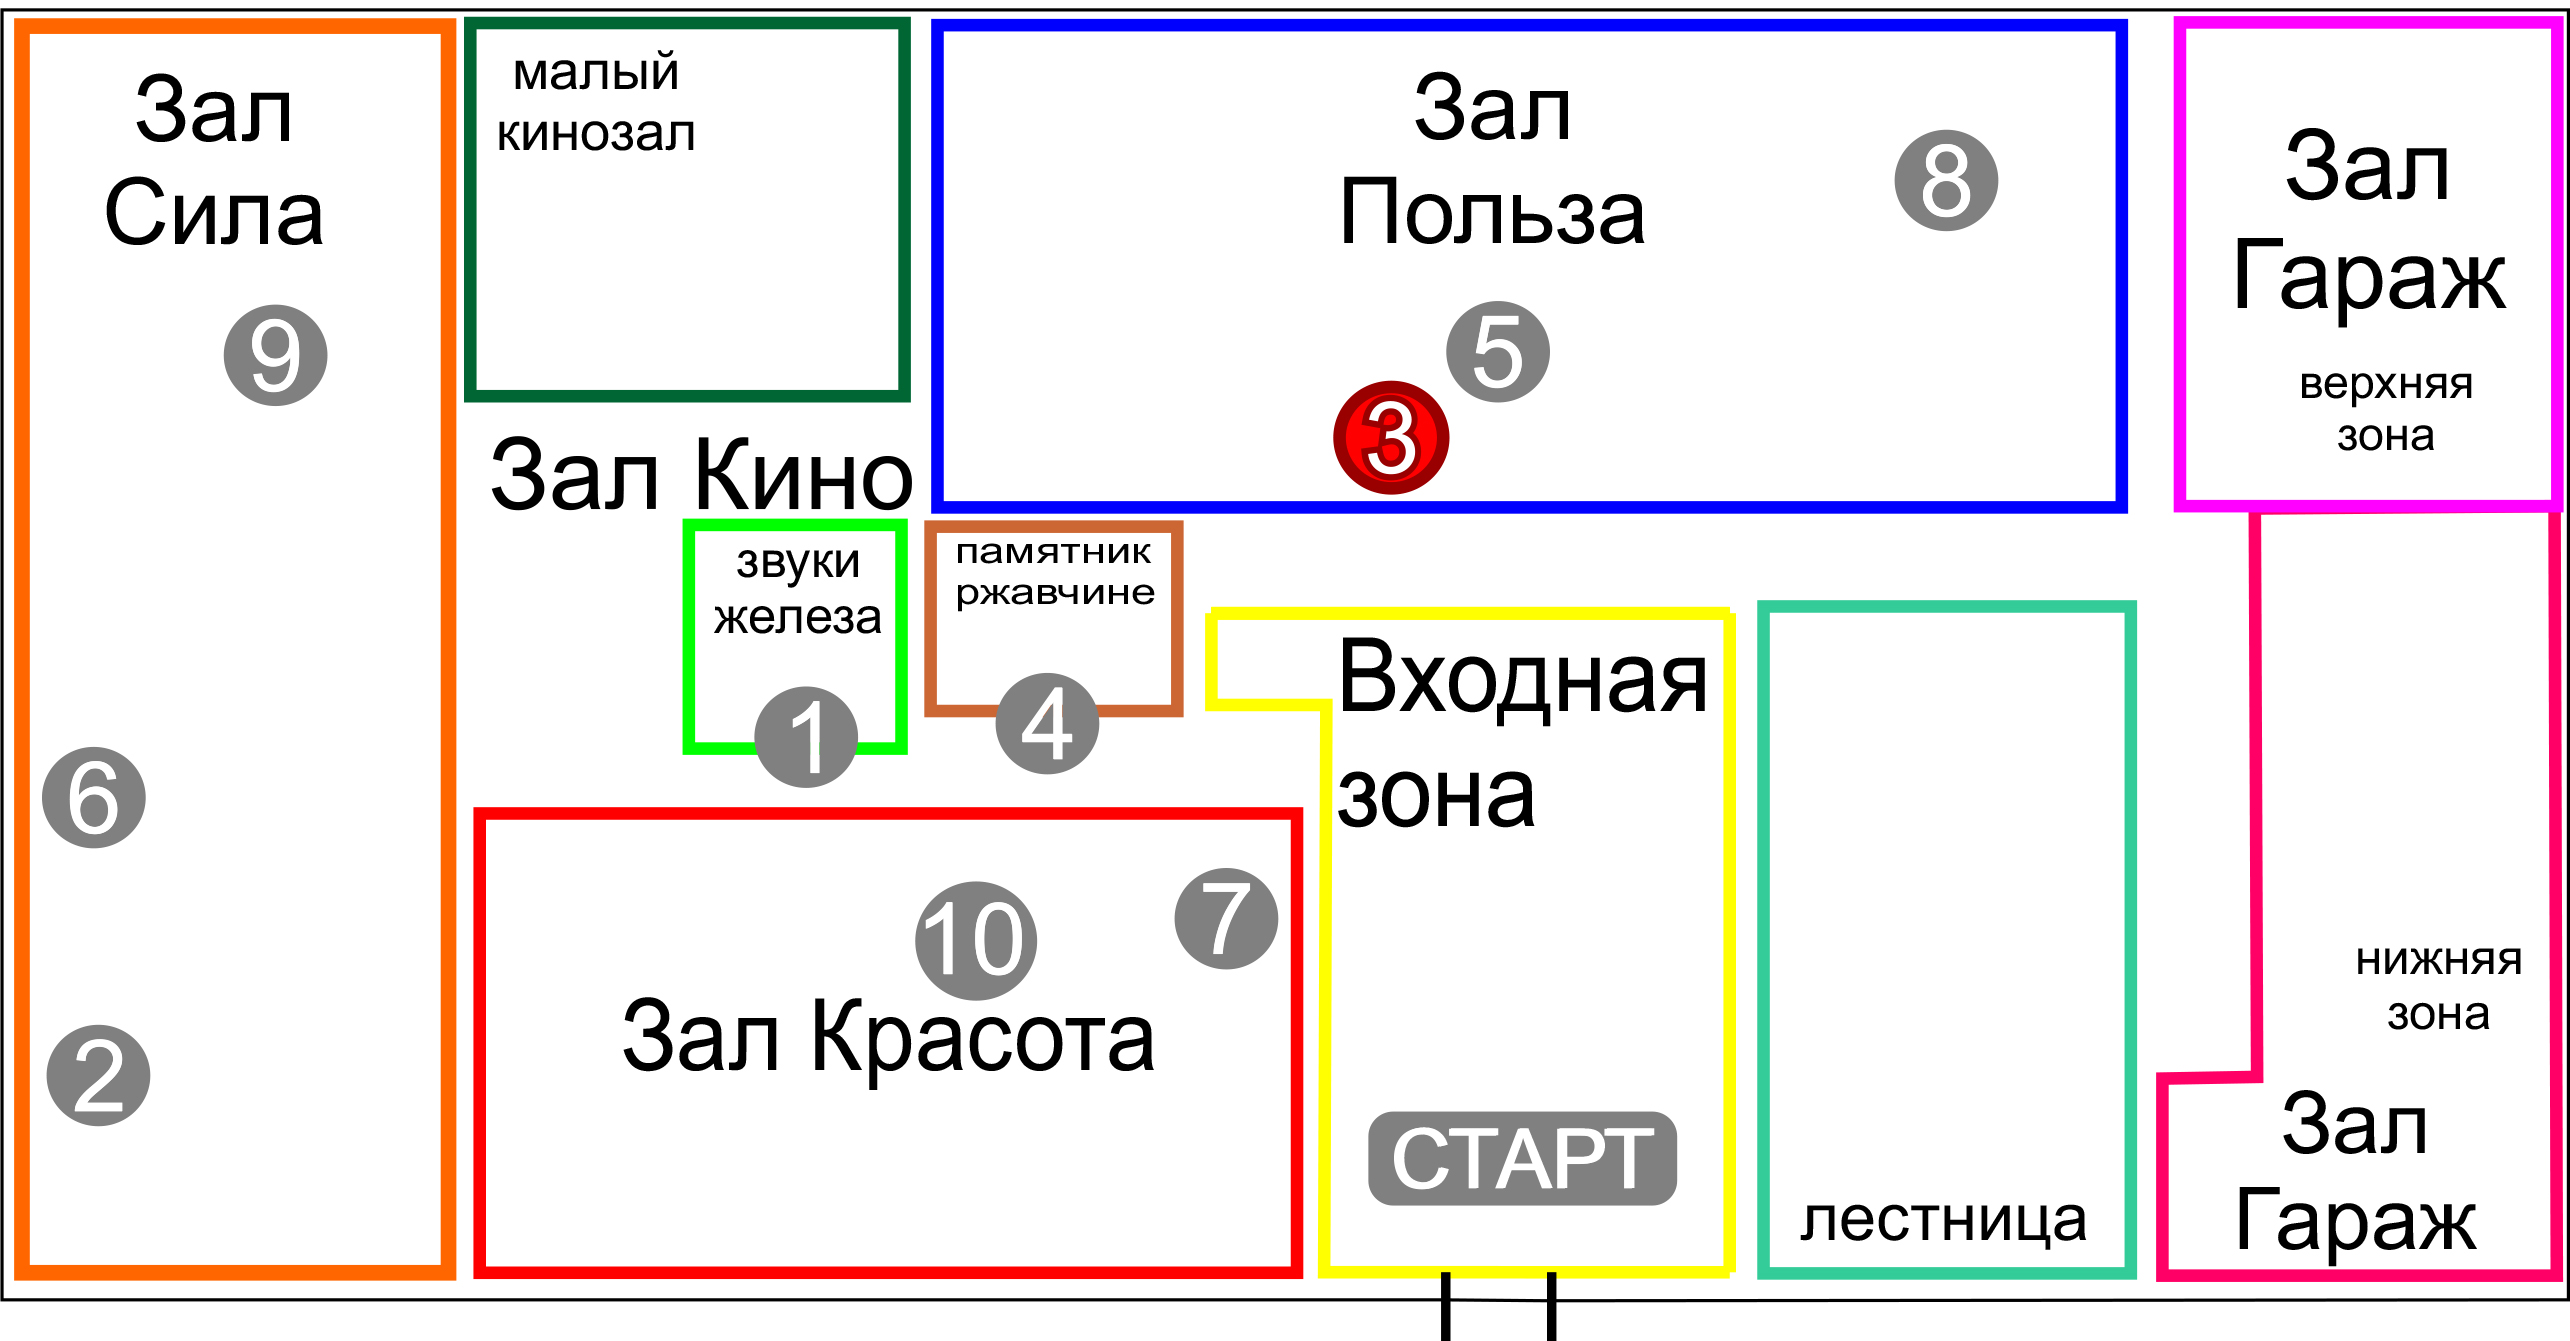 Зал
Сила
9
6
2
малый
кинозал
Зал Кино
звуки
железа
1
памятник
ржавчине
4
Зал
Польза
8
5
3
Зал
Гараж
верхняя
зона
Входная
зона
СТАРТ
10
7
Зал Красота
лестница
нижняя
зона
Зал
Гараж